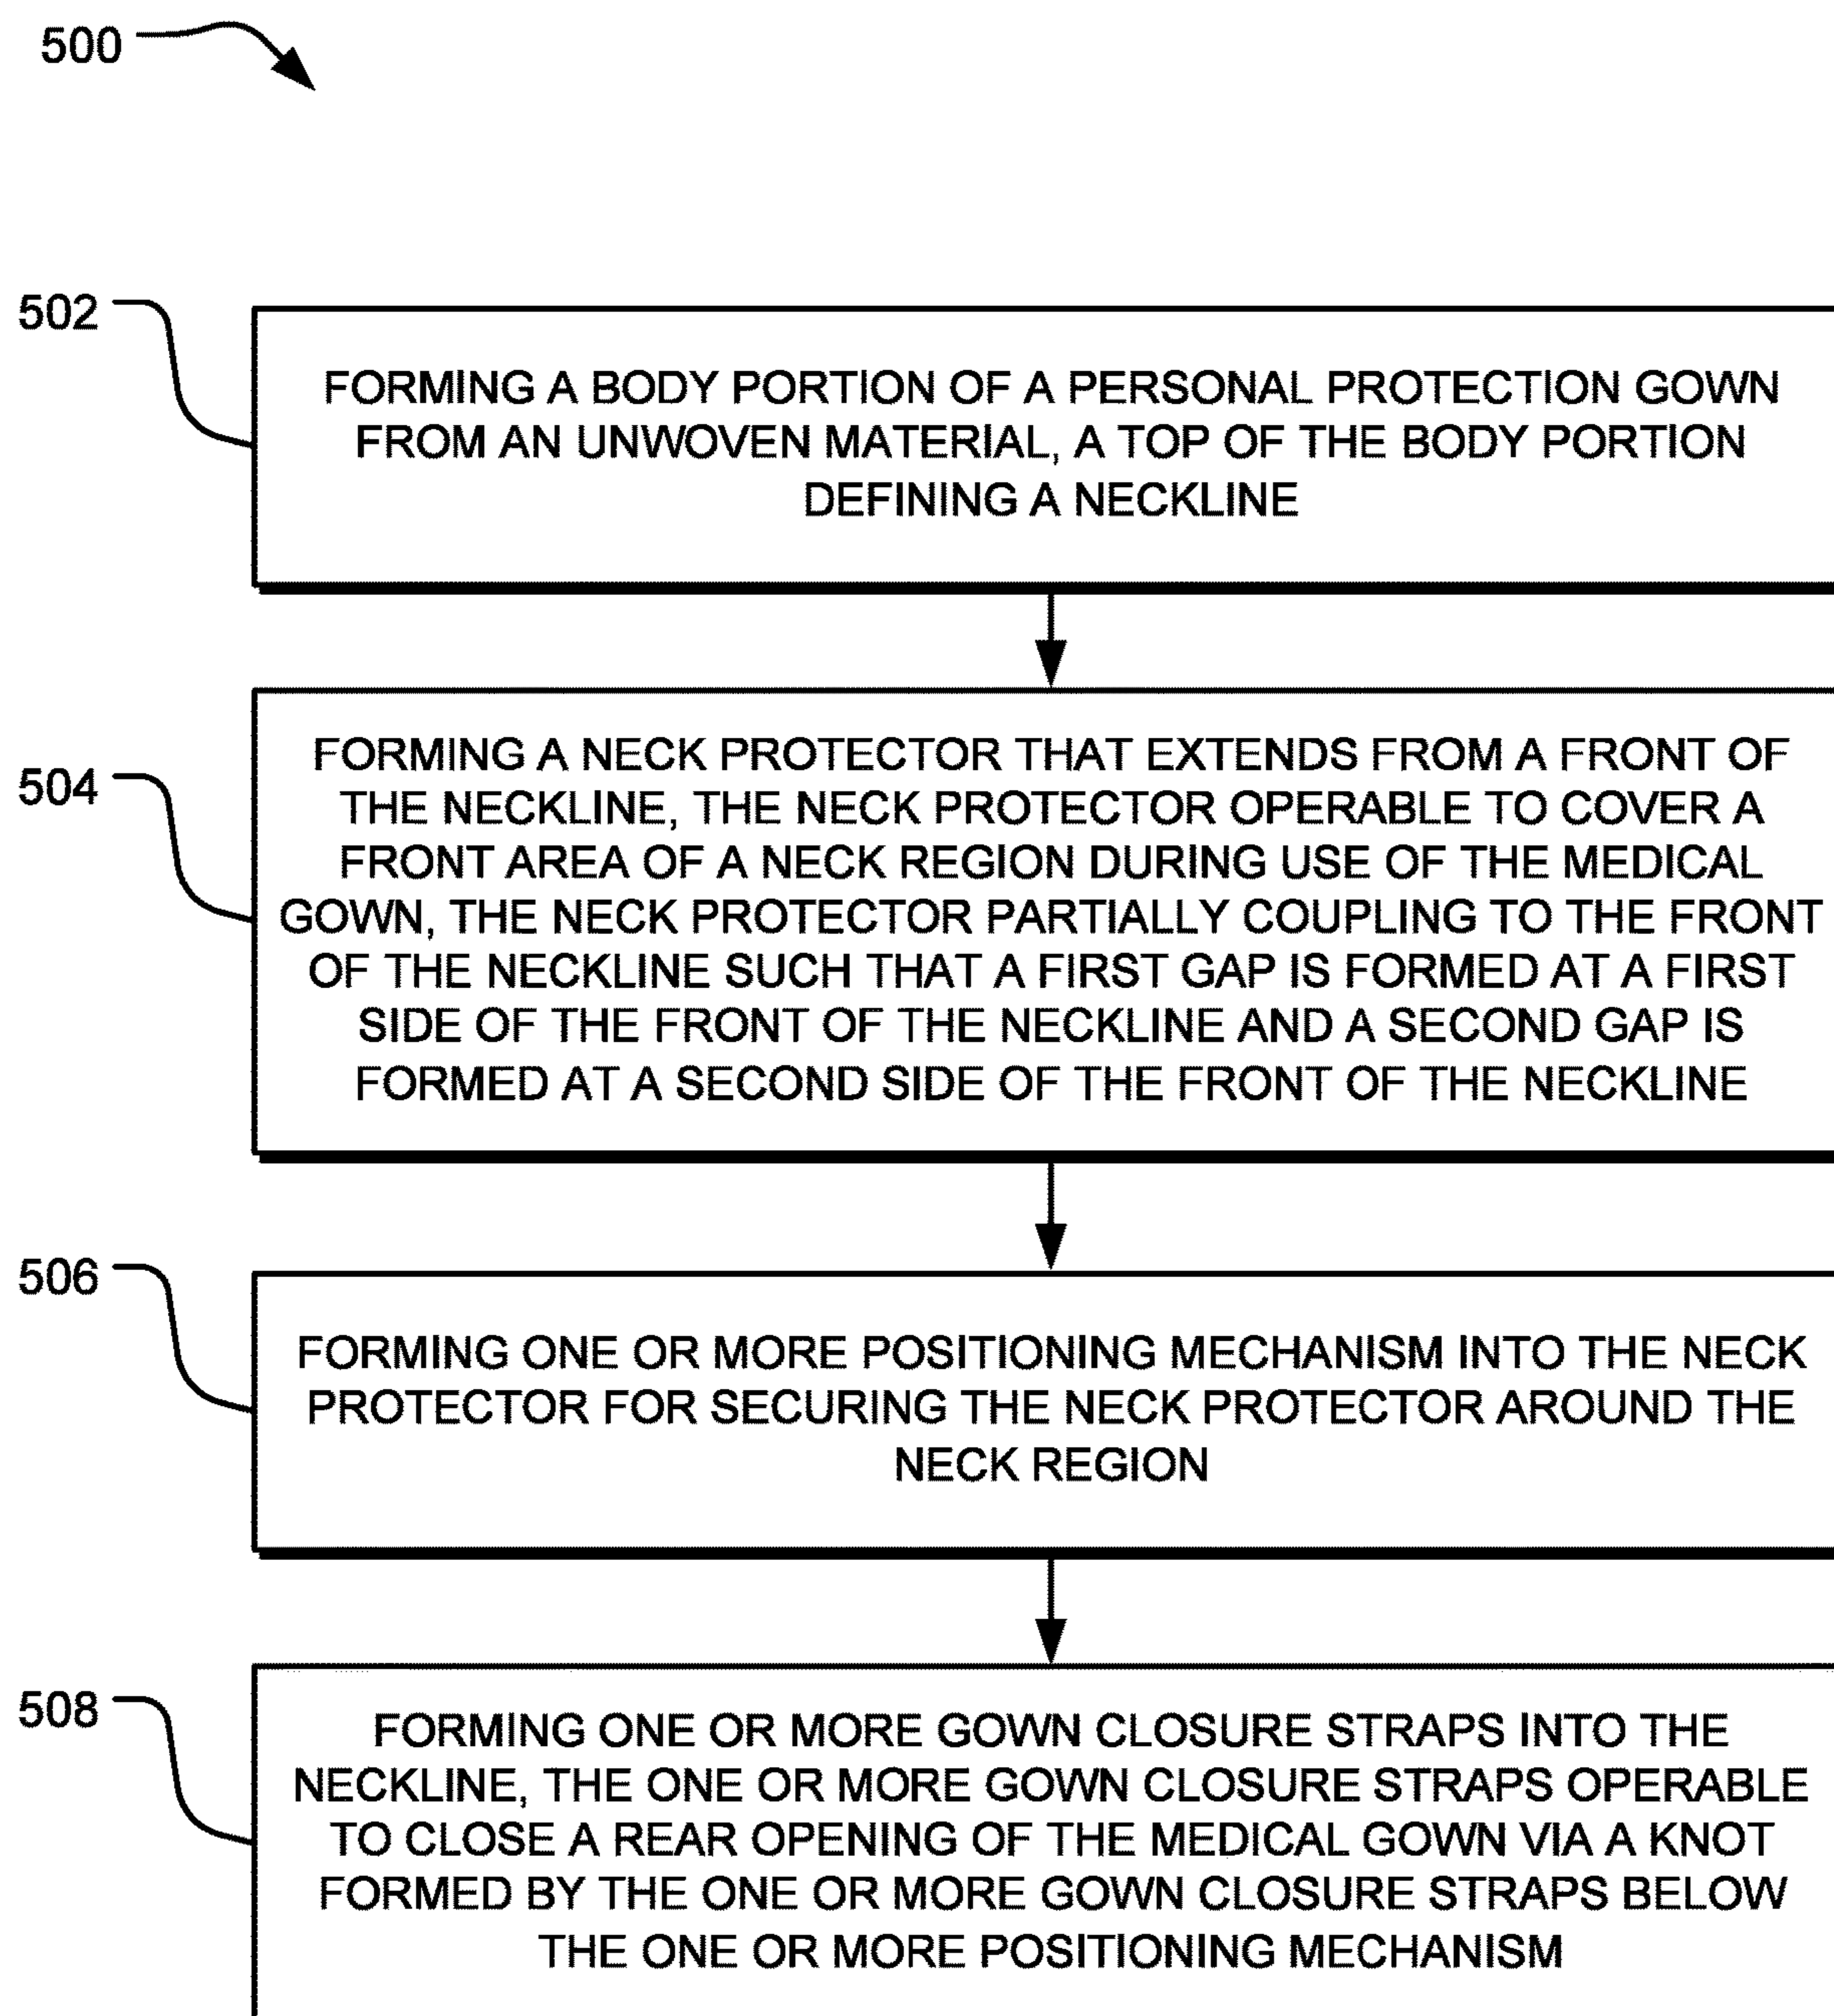 500
502
FORMING A BODY PORTION OF A PERSONAL PROTECTION GOWN
FROM AN UNWOVEN MATERIAL, A TOP OF THE BODY PORTION
DEFINING A NECKLINE
504
FORMING A NECK PROTECTOR THAT EXTENDS FROM A FRONT OF
THE NECKLINE, THE NECK PROTECTOR OPERABLE TO COVER A
FRONT AREA OF A NECK REGION DURING USE OF THE MEDICAL
GOWN, THE NECK PROTECTOR PARTIALLY COUPLING TO THE FRONT
OF THE NECKLINE SUCH THAT A FIRST GAP IS FORMED AT A FIRST
SIDE OF THE FRONT OF THE NECKLINE AND A SECOND GAP IS
FORMED AT A SECOND SIDE OF THE FRONT OF THE NECKLINE
506
FORMING ONE OR MORE POSITIONING MECHANISM INTO THE NECK
PROTECTOR FOR SECURING THE NECK PROTECTOR AROUND THE
NECK REGION
508
FORMING ONE OR MORE GOWN CLOSURE STRAPS INTO THE
NECKLINE, THE ONE OR MORE GOWN CLOSURE STRAPS OPERABLE
TO CLOSE A REAR OPENING OF THE MEDICAL GOWN VIA A KNOT
FORMED BY THE ONE OR MORE GOWN CLOSURE STRAPS BELOW
THE ONE OR MORE POSITIONING MECHANISM